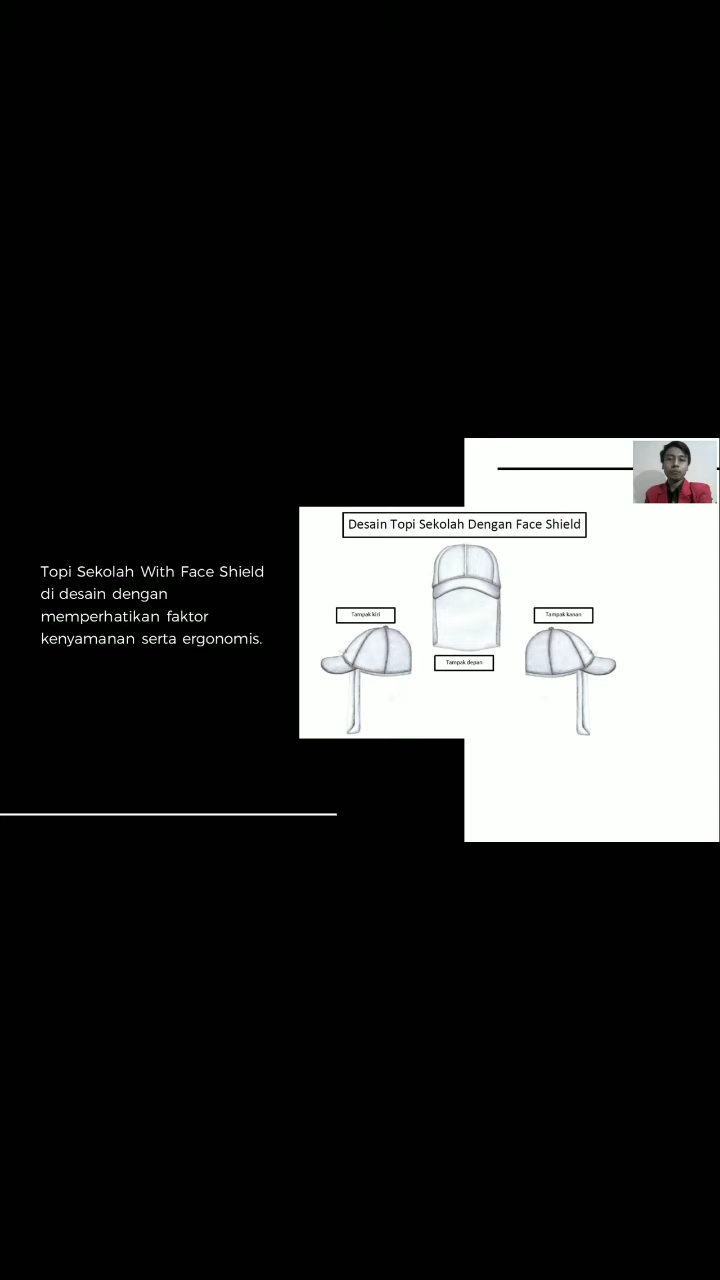 Topi Sekolah With Face Shield
di desain dengan
memperhatikan faktor
kenyamanan serta ergonomis.
Desain Topi Sekolah Dengan Face Shield
Tampak kiri
Tampak kanan
Tampak depan